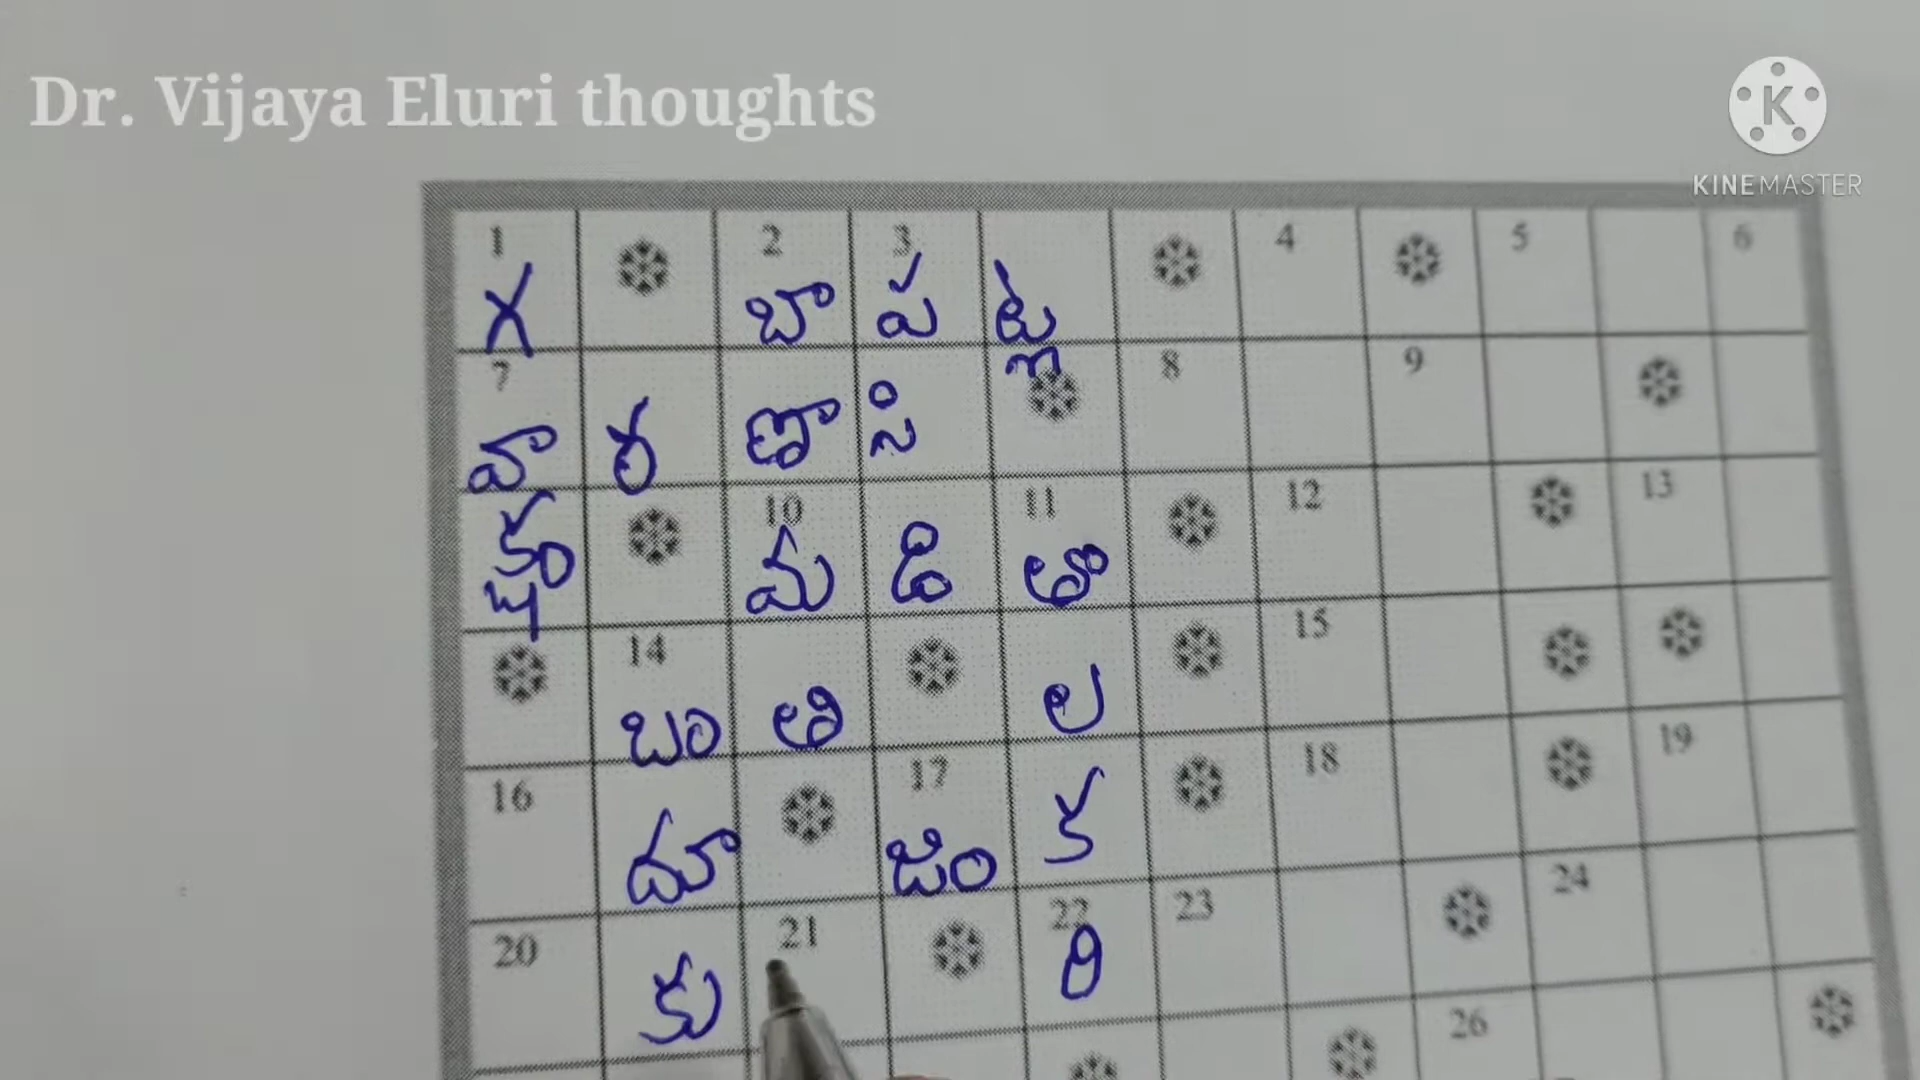 Dr. Vijaya Eluri thoughts
KINEMASTER
1 2 3 4 5 6
గ బా ప ట్ల
7 8 9
వా ర ణా సి
10 11 12 13
క్షం మ డి తా
14 15
బం తి ల
16 17 18 19
దూ జం క
20 21 22 23 24
కు రి
26